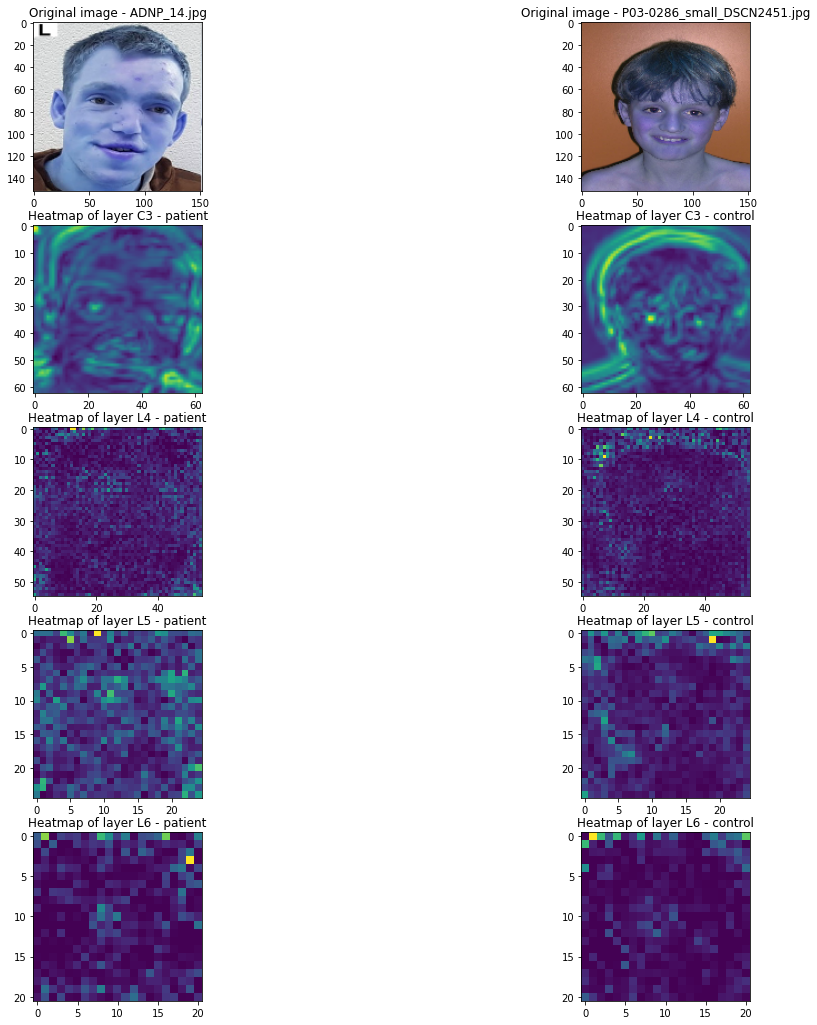 Original image - ADNP_14.jpg
Original image - P03-0286_small_DSCN2451.jpg
L
0
20
40
60
80
100
120
140
0 50 100 150
0
20
40
60
80
100
120
140
0 50 100 150
Heatmap of layer C3 - patient
Heatmap of layer C3 - control
0
10
20
30
40
50
60
0 20 40 60
0
10
20
30
40
50
60
0 20 40 60
Heatmap of layer L4 - patient
Heatmap of layer L4 - control
0
10
20
30
40
50
0 20 40
0
10
20
30
40
50
0 20 40
Heatmap of layer L5 - patient
Heatmap of layer L5 - control
0
5
10
15
20
0 5 10 15 20
0
5
10
15
20
0 5 10 15 20
Heatmap of layer L6 - patient
Heatmap of layer L6 - control
0
5
10
15
20
0 5 10 15 20
0
5
10
15
20
0 5 10 15 20